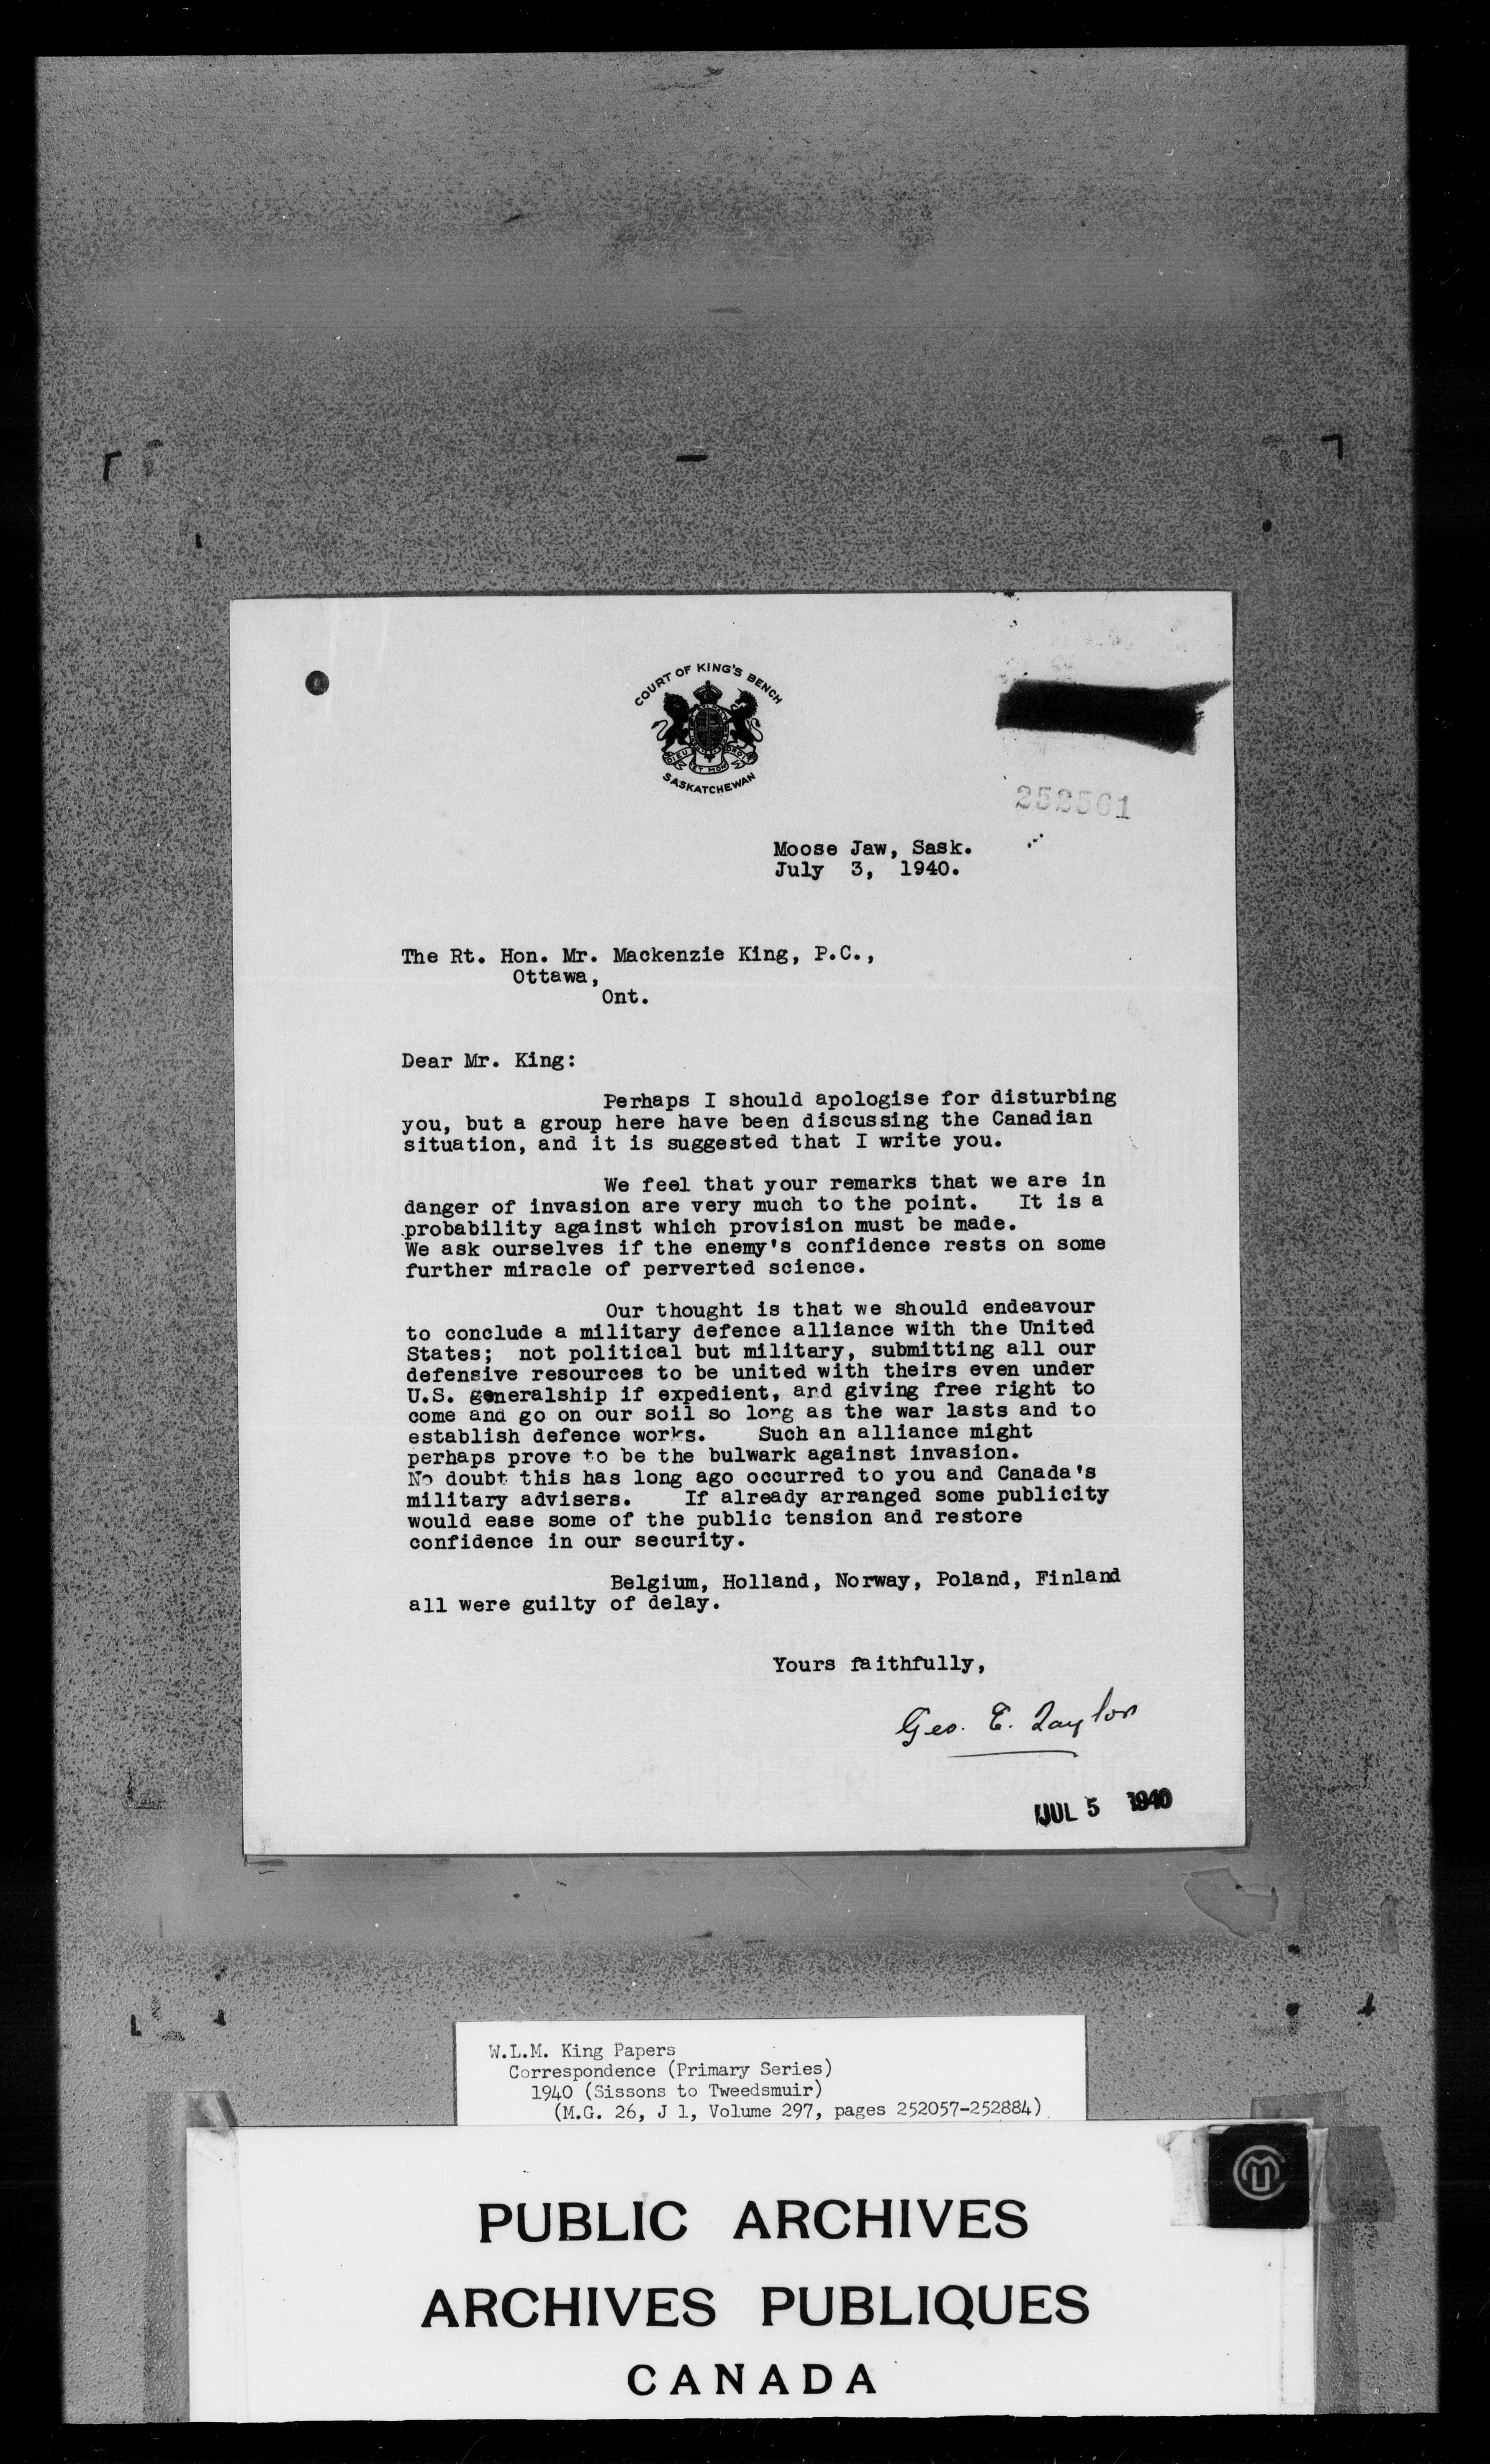 COURT OF KING'S BENCH
DIEU ET MON DROIT
SASKATCHEWAN
252561
Moose Jaw, Sask.
July 3, 1940.
The Rt. Hon. Mr. Mackenzie King, P.C.,
Ottawa,
Ont.
Dear Mr. King:
Perhaps I should apologise for disturbing
you, but a group here have been discussing the Canadian
situation, and it is suggested that I write you.
We feel that your remarks that we are in
danger of invasion are very much to the point. It is a
probability against which provision must be made.
We ask ourselves if the enemy's confidence rests on some
further miracle of perverted science.
Our thought is that we should endeavour
to conclude a military defence alliance with the United
States; not political but military, submitting all our
defensive resources to be united with theirs even under
U.S. generalship if expedient, and giving free right to
come and go on our soil so long as the war lasts and to
establish defence works. Such an alliance might
perhaps prove to be the bulwark against invasion.
No doubt this has long ago occurred to you and Canada's
military advisers. If already arranged some publicity
would ease some of the public tension and restore
confidence in our security.
Belgium, Holland, Norway, Poland, Finland
all were guilty of delay.
Yours faithfully,
Geo. E. Taylor
JUL 5 1940
W.L.M. King Papers
Correspondence (Primary Series)
1940 (Sissons to Tweedsmuir)
(M.G. 26, J 1, Volume 297, pages 252057-252884)
PUBLIC ARCHIVES
ARCHIVES PUBLIQUES
CANADA